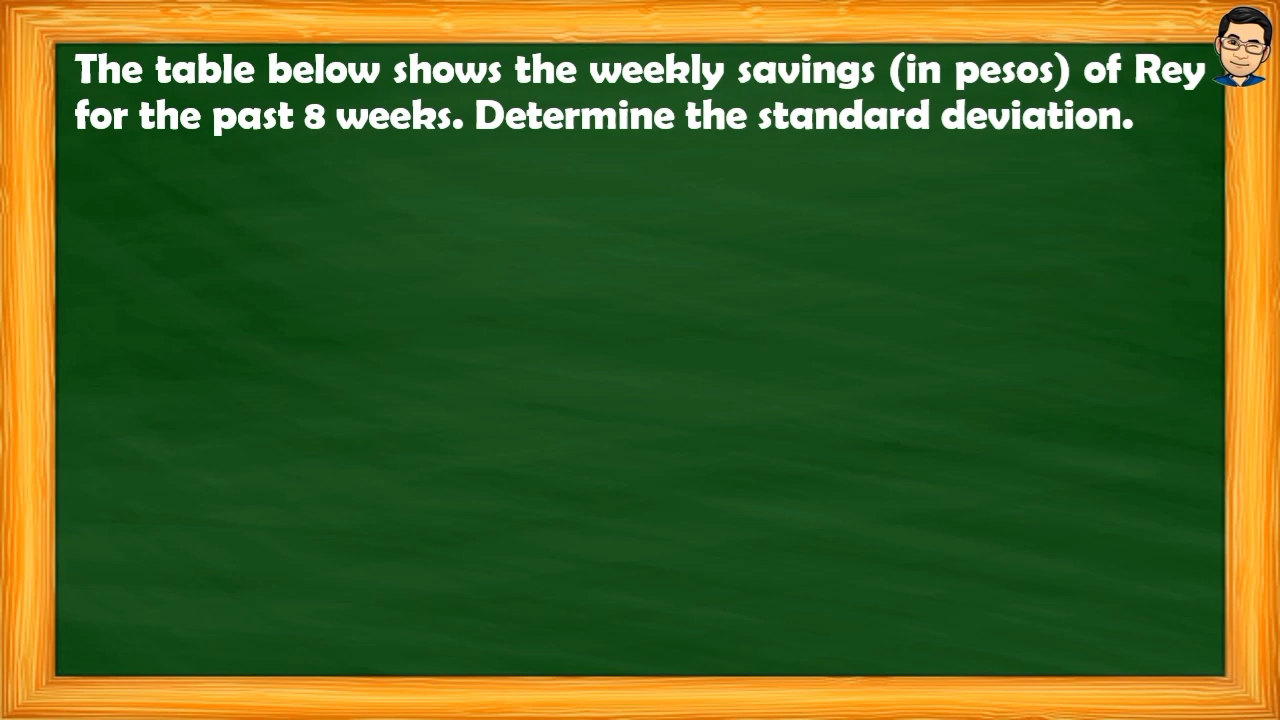 The table below shows the weekly savings (in pesos) of Rey
for the past 8 weeks. Determine the standard deviation.